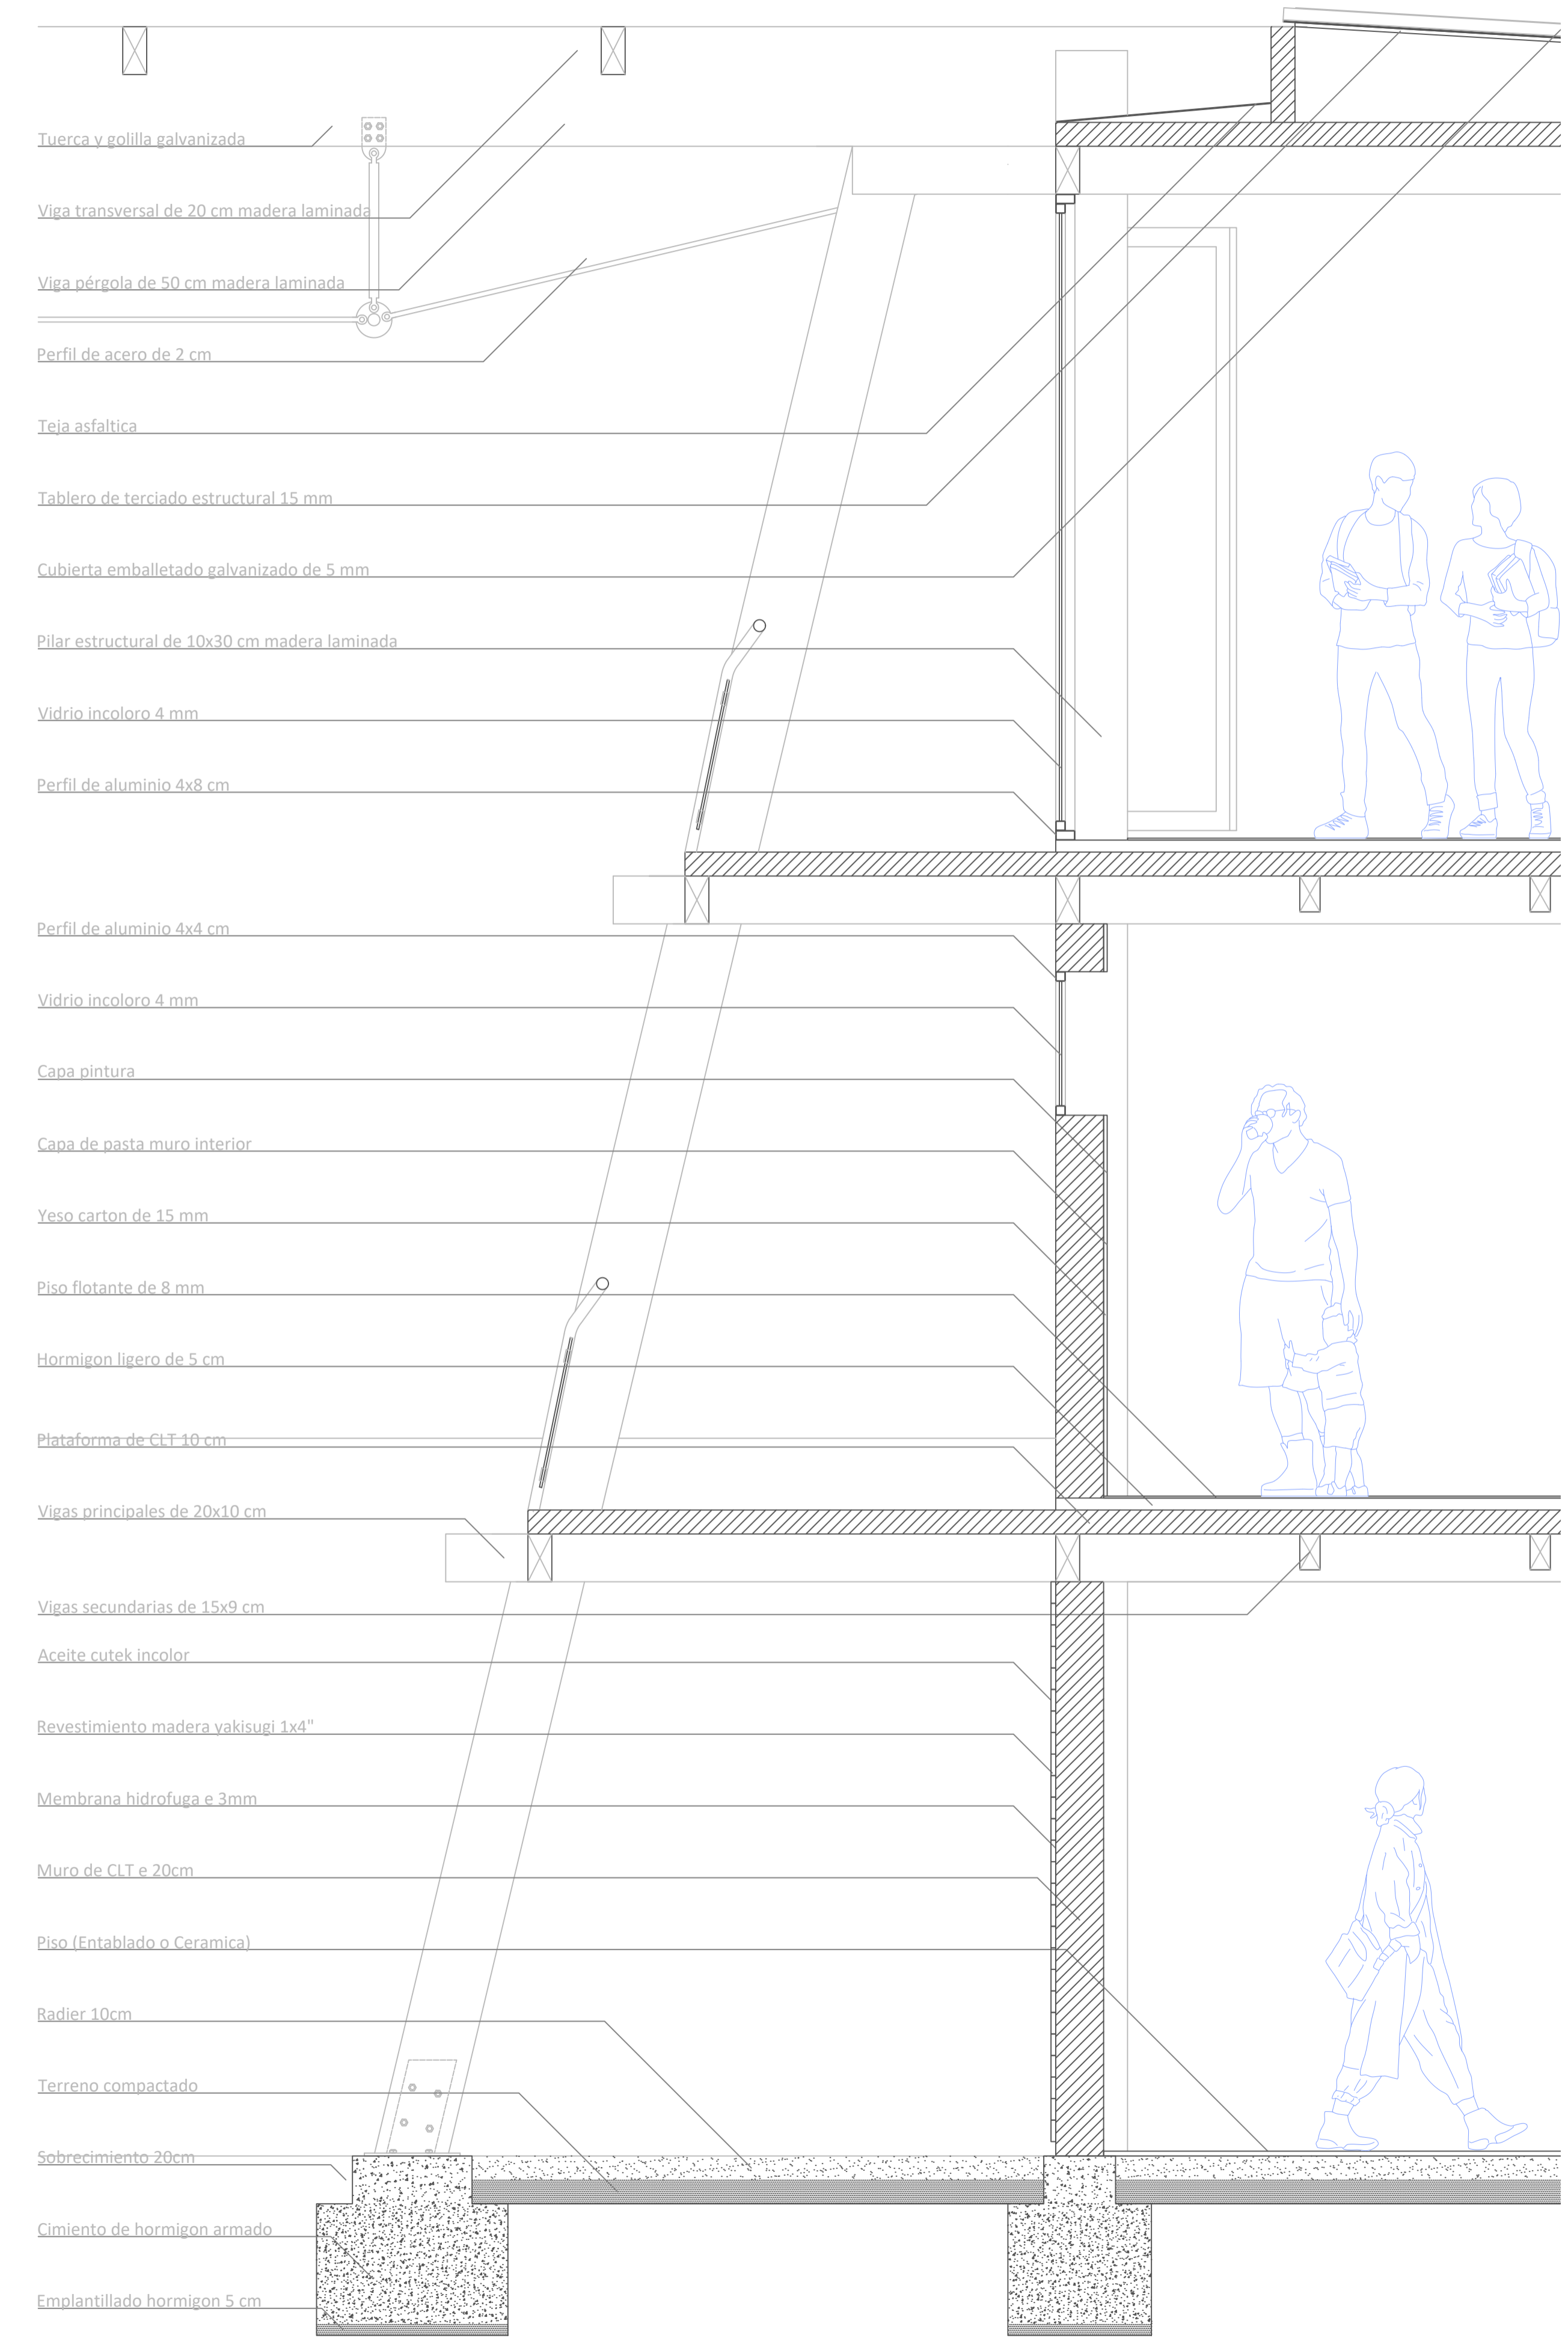 Tuerca y golilla galvanizada
Viga transversal de 20 cm madera laminada
Viga pérgola de 50 cm madera laminada
Perfil de acero de 2 cm
Teja asfaltica
Tablero de terciado estructural 15 mm
Cubierta emballetado galvanizado de 5 mm
Pilar estructural de 10x30 cm madera laminada
Vidrio incoloro 4 mm
Perfil de aluminio 4x8 cm
Perfil de aluminio 4x4 cm
Vidrio incoloro 4 mm
Capa pintura
Capa de pasta muro interior
Yeso carton de 15 mm
Piso flotante de 8 mm
Hormigon ligero de 5 cm
Plataforma de CLT 10 cm
Vigas principales de 20x10 cm
Vigas secundarias de 15x9 cm
Aceite cutek incolor
Revestimiento madera yakisugi 1x4"
Membrana hidrofuga e 3mm
Muro de CLT e 20cm
Piso (Entablado o Ceramica)
Radier 10cm
Terreno compactado
Sobrecimiento 20cm
Cimiento de hormigon armado
Emplantillado hormigon 5 cm